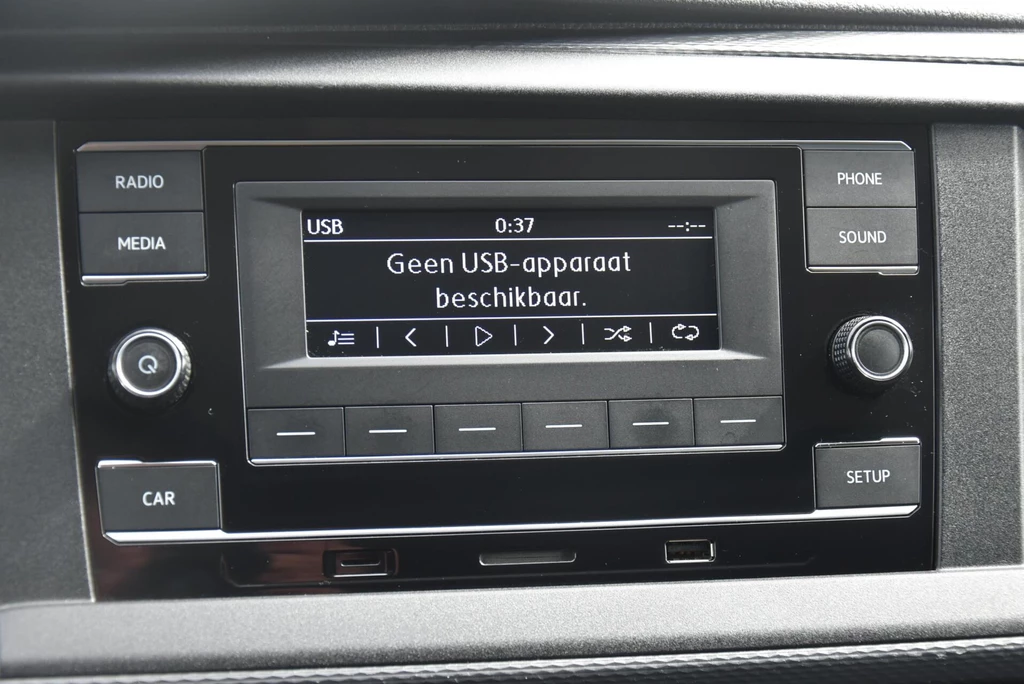 RADIO
MEDIA
USB 0:37 --:--
Geen USB-apparaat
beschikbaar.
PHONE
SOUND
CAR
SETUP